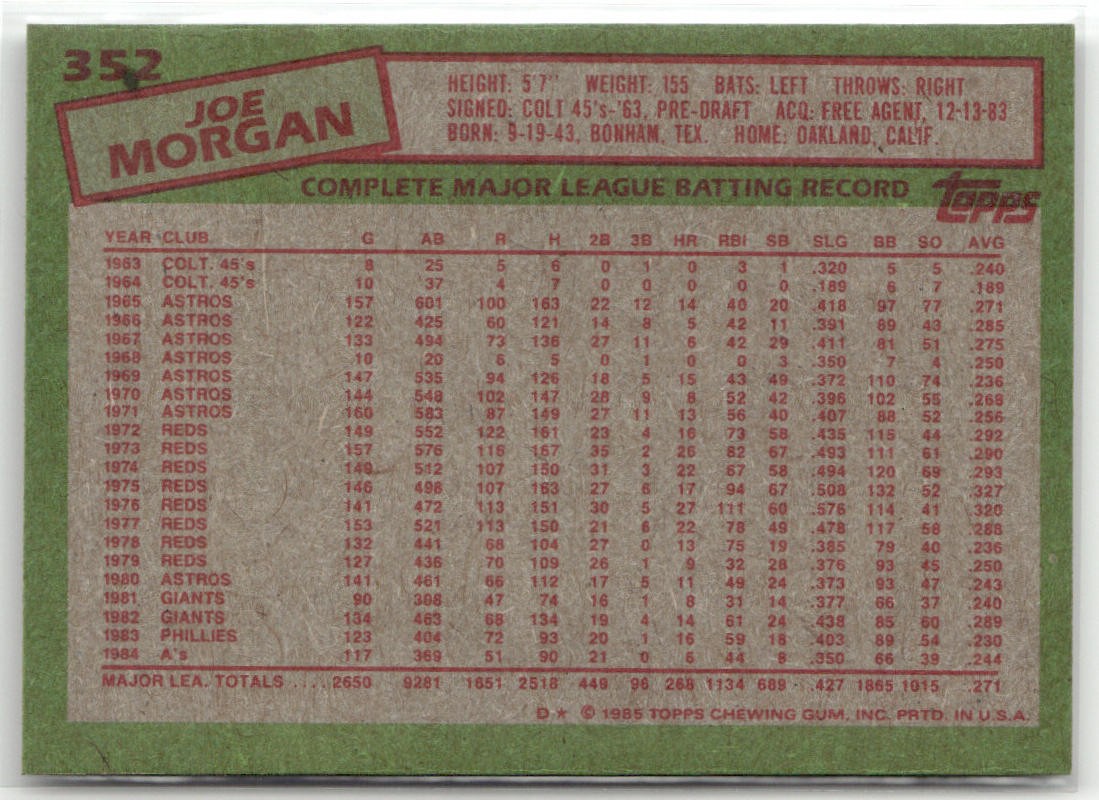 352
JOE
MORGAN
HEIGHT: 5'7" WEIGHT: 155 BATS: LEFT THROWS: RIGHT
SIGNED: COLT 45's-'63, PRE-DRAFT ACQ: FREE AGENT, 12-13-83
BORN: 9-19-43, BONHAM, TEX. HOME: OAKLAND, CALIF.
COMPLETE MAJOR LEAGUE BATTING RECORD
TOPPS
YEAR CLUB G AB R H 2B 3B HR RBI SB SLG BB SO AVG
1963 COLT. 45's 8 25 5 6 0 1 0 3 1 .320 5 5 .240
1964 COLT. 45's 10 37 4 7 0 0 0 0 0 .189 6 7 .189
1965 ASTROS 157 601 100 163 22 12 14 40 20 .418 97 77 .271
1966 ASTROS 122 425 60 121 14 8 5 42 11 .391 89 43 .285
1967 ASTROS 133 494 73 136 27 11 6 42 29 .411 81 51 .275
1968 ASTROS 10 20 6 5 0 1 0 0 3 .350 7 4 .250
1969 ASTROS 147 535 94 126 18 5 15 43 49 .372 110 74 .236
1970 ASTROS 144 548 102 147 28 9 8 52 42 .396 102 55 .268
1971 ASTROS 160 583 87 149 27 11 13 56 40 .407 88 52 .256
1972 REDS 149 552 122 161 23 4 16 73 58 .435 115 44 .292
1973 REDS 157 576 116 167 35 2 26 82 67 .493 111 61 .290
1974 REDS 149 512 107 150 31 3 22 67 58 .494 120 69 .293
1975 REDS 146 498 107 163 27 6 17 94 67 .508 132 52 .327
1976 REDS 141 472 113 151 30 5 27 111 60 .576 114 41 .320
1977 REDS 153 521 113 150 21 6 22 78 49 .478 117 58 .288
1978 REDS 132 441 68 104 27 0 13 75 19 .385 79 40 .236
1979 REDS 127 436 70 109 26 1 9 32 28 .376 93 45 .250
1980 ASTROS 141 461 66 112 17 5 11 49 24 .373 93 47 .243
1981 GIANTS 90 308 47 74 16 1 8 31 14 .377 66 37 .240
1982 GIANTS 134 463 68 134 19 4 14 61 24 .438 85 60 .289
1983 PHILLIES 123 404 72 93 20 1 16 59 18 .403 89 54 .230
1984 A's 117 369 51 90 21 0 6 44 8 .350 66 39 .244
MAJOR LEA. TOTALS .... 2650 9281 1651 2518 449 96 268 1134 689 .427 1865 1015 .271
D★ © 1985 TOPPS CHEWING GUM, INC. PRTD. IN U.S.A.